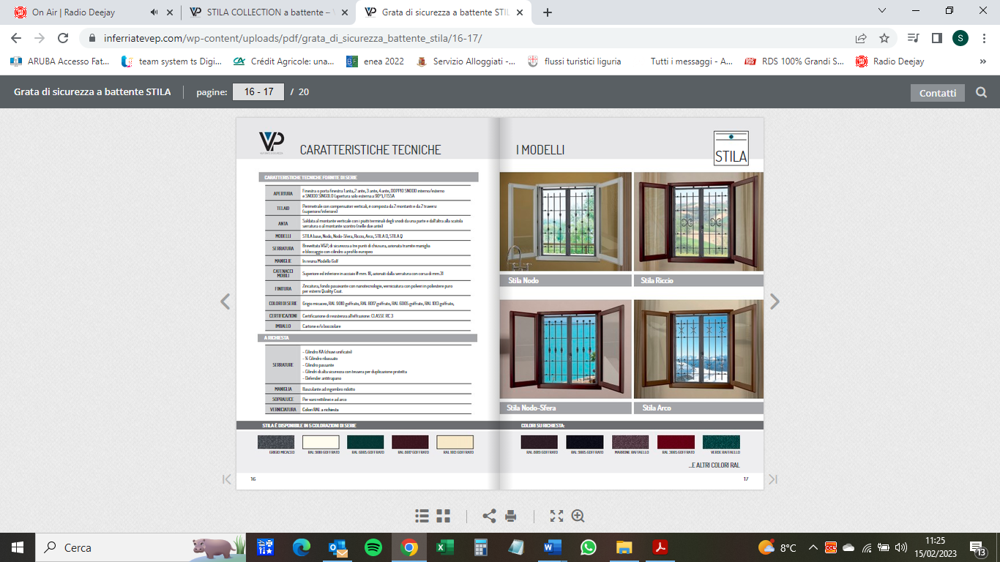 On Air | Radio Deejay
STILA COLLECTION a battente –
Grata di sicurezza a battente STIL
inferriatevep.com/wp-content/uploads/pdf/grata_di_sicurezza_battente_stila/16-17/
S
ARUBA Accesso Fat...
team system ts Digi...
Crédit Agricole: una...
enea 2022
Servizio Alloggiati -...
flussi turistici liguria
Tutti i messaggi - A...
RDS 100% Grandi S...
Radio Deejay
»
Grata di sicurezza a battente STILA
pagine:
16 - 17
/ 20
Contatti
VP
CARATTERISTICHE TECNICHE
CARATTERISTICHE TECNICHE FORNITE DI SERIE
APERTURA
Finestra o porta finestra 1 anta, 2 ante, 3 ante, 4 ante, DOPPIO SNODO interno/esterno
e SNODO SINGOLO (apertura solo esterna a 90°), FISSA
TELAIO
Perimetrale con compensatori verticali, è composta da 2 montanti e da 2 traversi
(superiore/inferiore)
ANTA
Saldata al montante verticale con i piatti terminali degli snodi da una parte e dall'altra alla scatola
serratura o al montante scontro (nelle due ante)
MODELLI
STILA base, Nodo, Nodo-Sfera, Riccio, Arco, STILA D, STILA Q
SERRATURA
Brevettata V&P, di sicurezza a tre punti di chiusura, azionata tramite maniglia
e bloccaggio con cilindro a profilo europeo
MANIGLIE
In resina Modello Golf
CATENACCI
MOBILI
Superiore ed inferiore in acciaio Ø mm. 18, azionati dalla serratura con corsa di mm.31
FINITURA
Zincatura, fondo passivante con nanotecnologie, verniciatura con polveri in poliestere puro
per esterni Quality Coat.
COLORI DI SERIE
Grigio micaceo, RAL 9010 goffrato, RAL 8017 goffrato, RAL 6005 goffrato, RAL 1013 goffrato,
CERTIFICAZIONI
Certificazione di resistenza all'effrazione: CLASSE RC 3
IMBALLO
Cartone e/o bocciolare
A RICHIESTA
SERRATURE
– Cilindro KA (chiavi unificate)
– ½ Cilindro ribassato
– Cilindro passante
– Cilindri di alta sicurezza con tessera per duplicazione protetta
– Defender antitrapano
MANIGLIA
Basculante ad ingombro ridotto
SOPRALUCE
Per vani rettilinei e ad arco
VERNICIATURA
Colori RAL a richiesta
STILA È DISPONIBILE IN 5 COLORAZIONI DI SERIE
GRIGIO MICACEO
RAL 9010 GOFFRATO
RAL 6005 GOFFRATO
RAL 8017 GOFFRATO
RAL 1013 GOFFRATO
16
I MODELLI
STILA
Stila Nodo
Stila Riccio
Stila Nodo-Sfera
Stila Arco
COLORI SU RICHIESTA:
RAL 8019 GOFFRATO
RAL 9005 GOFFRATO
MARRONE RAFFAELLO
RAL 3005 GOFFRATO
VERDE RAFFAELLO
...E ALTRI COLORI RAL
17
Cerca
8°C
11:25
15/02/2023
13